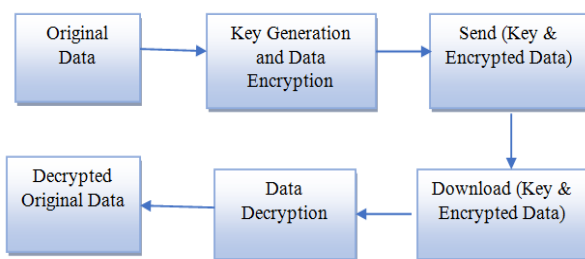 Original
Data
Key Generation
and Data
Encryption
Send (Key &
Encrypted Data)
Download (Key &
Encrypted Data)
Data
Decryption
Decrypted
Original Data